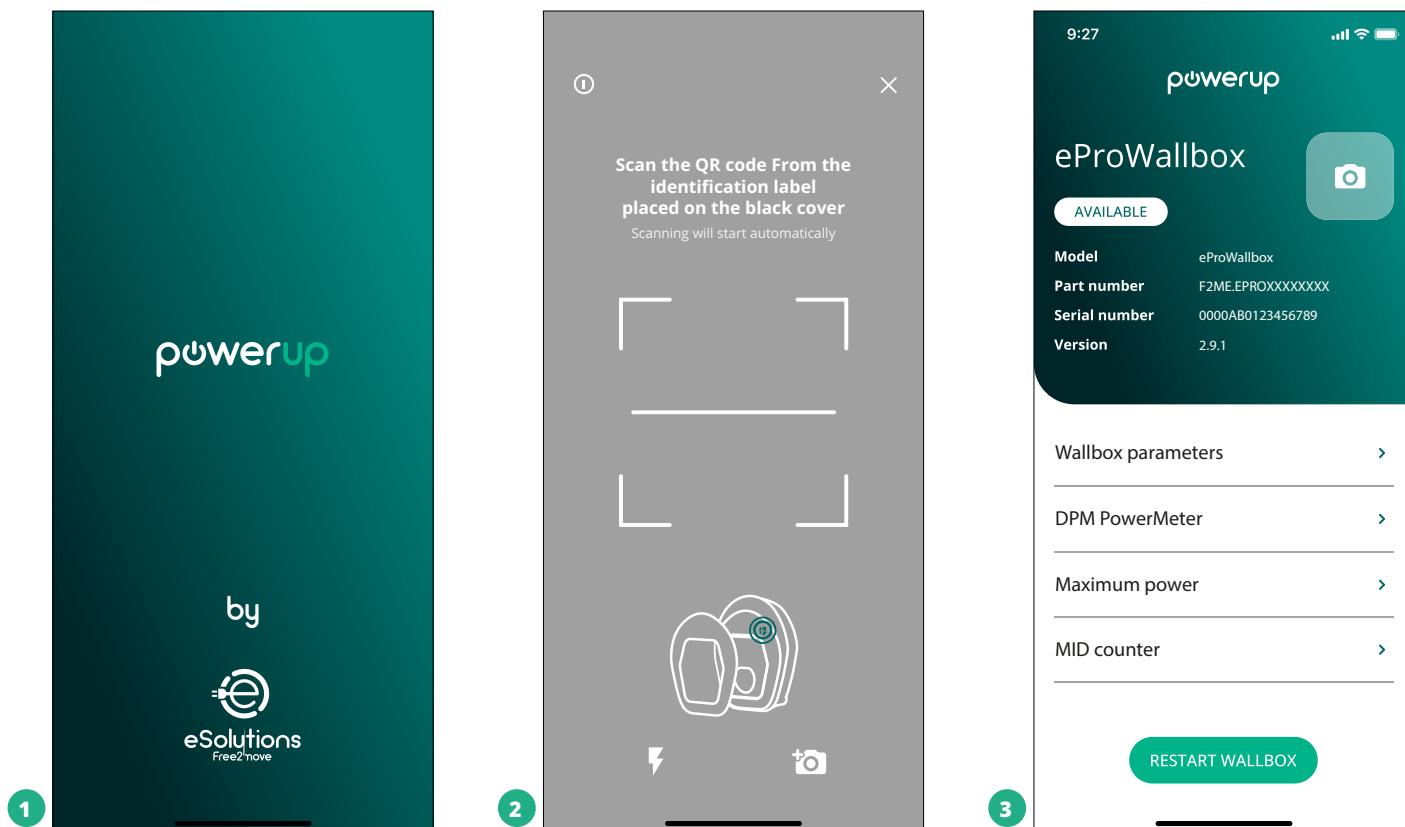 powerup
by
eSolutions
Free2move
1
Scan the QR code From the
identification label
placed on the black cover
Scanning will start automatically
2
9:27
powerup
eProWallbox
AVAILABLE
Model eProWallbox
Part number F2ME.EPROXXXXXXXX
Serial number 0000AB0123456789
Version 2.9.1
Wallbox parameters
DPM PowerMeter
Maximum power
MID counter
RESTART WALLBOX
3